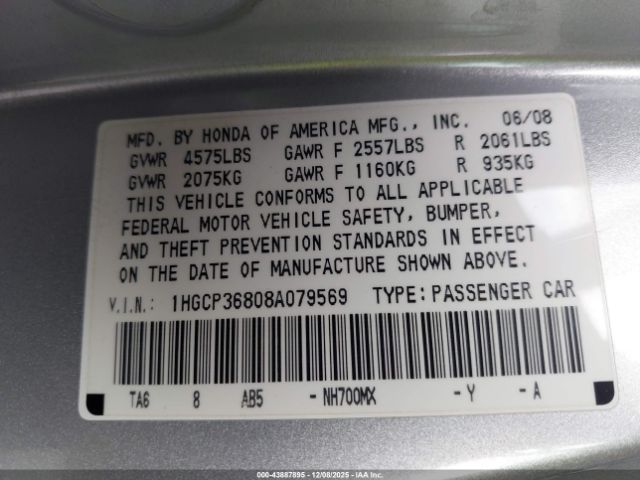 MFD. BY HONDA OF AMERICA MFG., INC. 06/08
GVWR 4575LBS GAWR F 2557LBS R 2061LBS
GVWR 2075KG GAWR F 1160KG R 935KG
THIS VEHICLE CONFORMS TO ALL APPLICABLE
FEDERAL MOTOR VEHICLE SAFETY, BUMPER,
AND THEFT PREVENTION STANDARDS IN EFFECT
ON THE DATE OF MANUFACTURE SHOWN ABOVE.
V.I.N.: 1HGCP36808A079569 TYPE: PASSENGER CAR
TA6 8 AB5 - NH700MX - Y - A
00-43887895 - 12/08/2025 - IAA Inc.